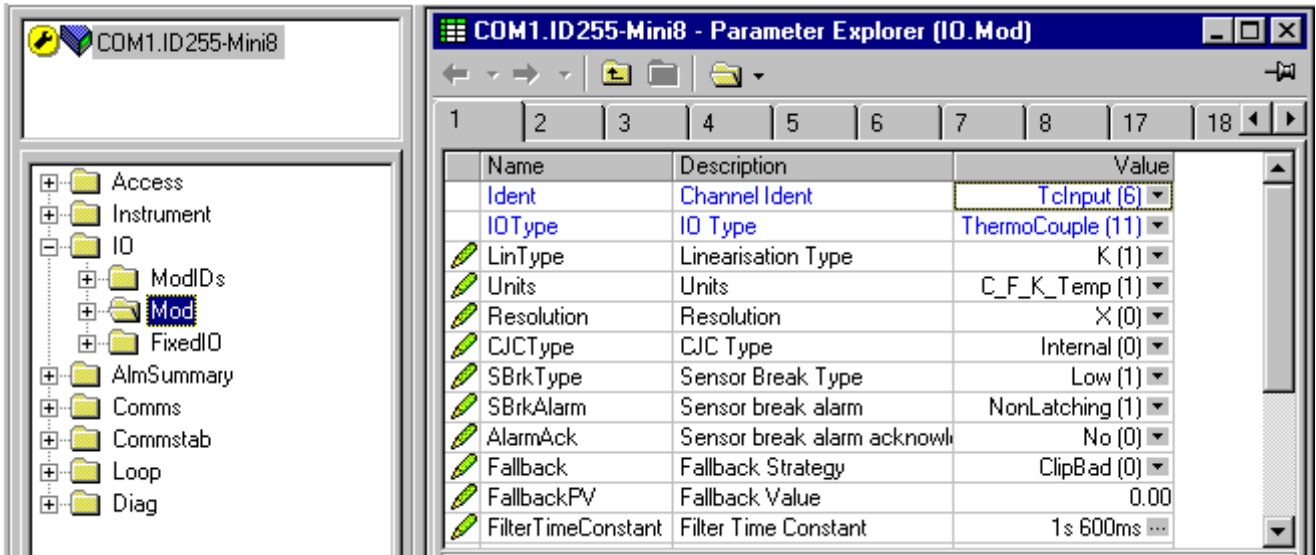 COM1.ID255-Mini8
Access
Instrument
IO
ModIDs
Mod
FixedIO
AlmSummary
Comms
Commstab
Loop
Diag
COM1.ID255-Mini8 - Parameter Explorer (IO.Mod)
1 2 3 4 5 6 7 8 17 18
Name Description Value
Ident Channel Ident TcInput (6)
IOType IO Type ThermoCouple (11)
LinType Linearisation Type K (1)
Units Units C_F_K_Temp (1)
Resolution Resolution X (0)
CJCType CJC Type Internal (0)
SBrkType Sensor Break Type Low (1)
SBrkAlarm Sensor break alarm NonLatching (1)
AlarmAck Sensor break alarm acknowl No (0)
Fallback Fallback Strategy ClipBad (0)
FallbackPV Fallback Value 0.00
FilterTimeConstant Filter Time Constant 1s 600ms ...